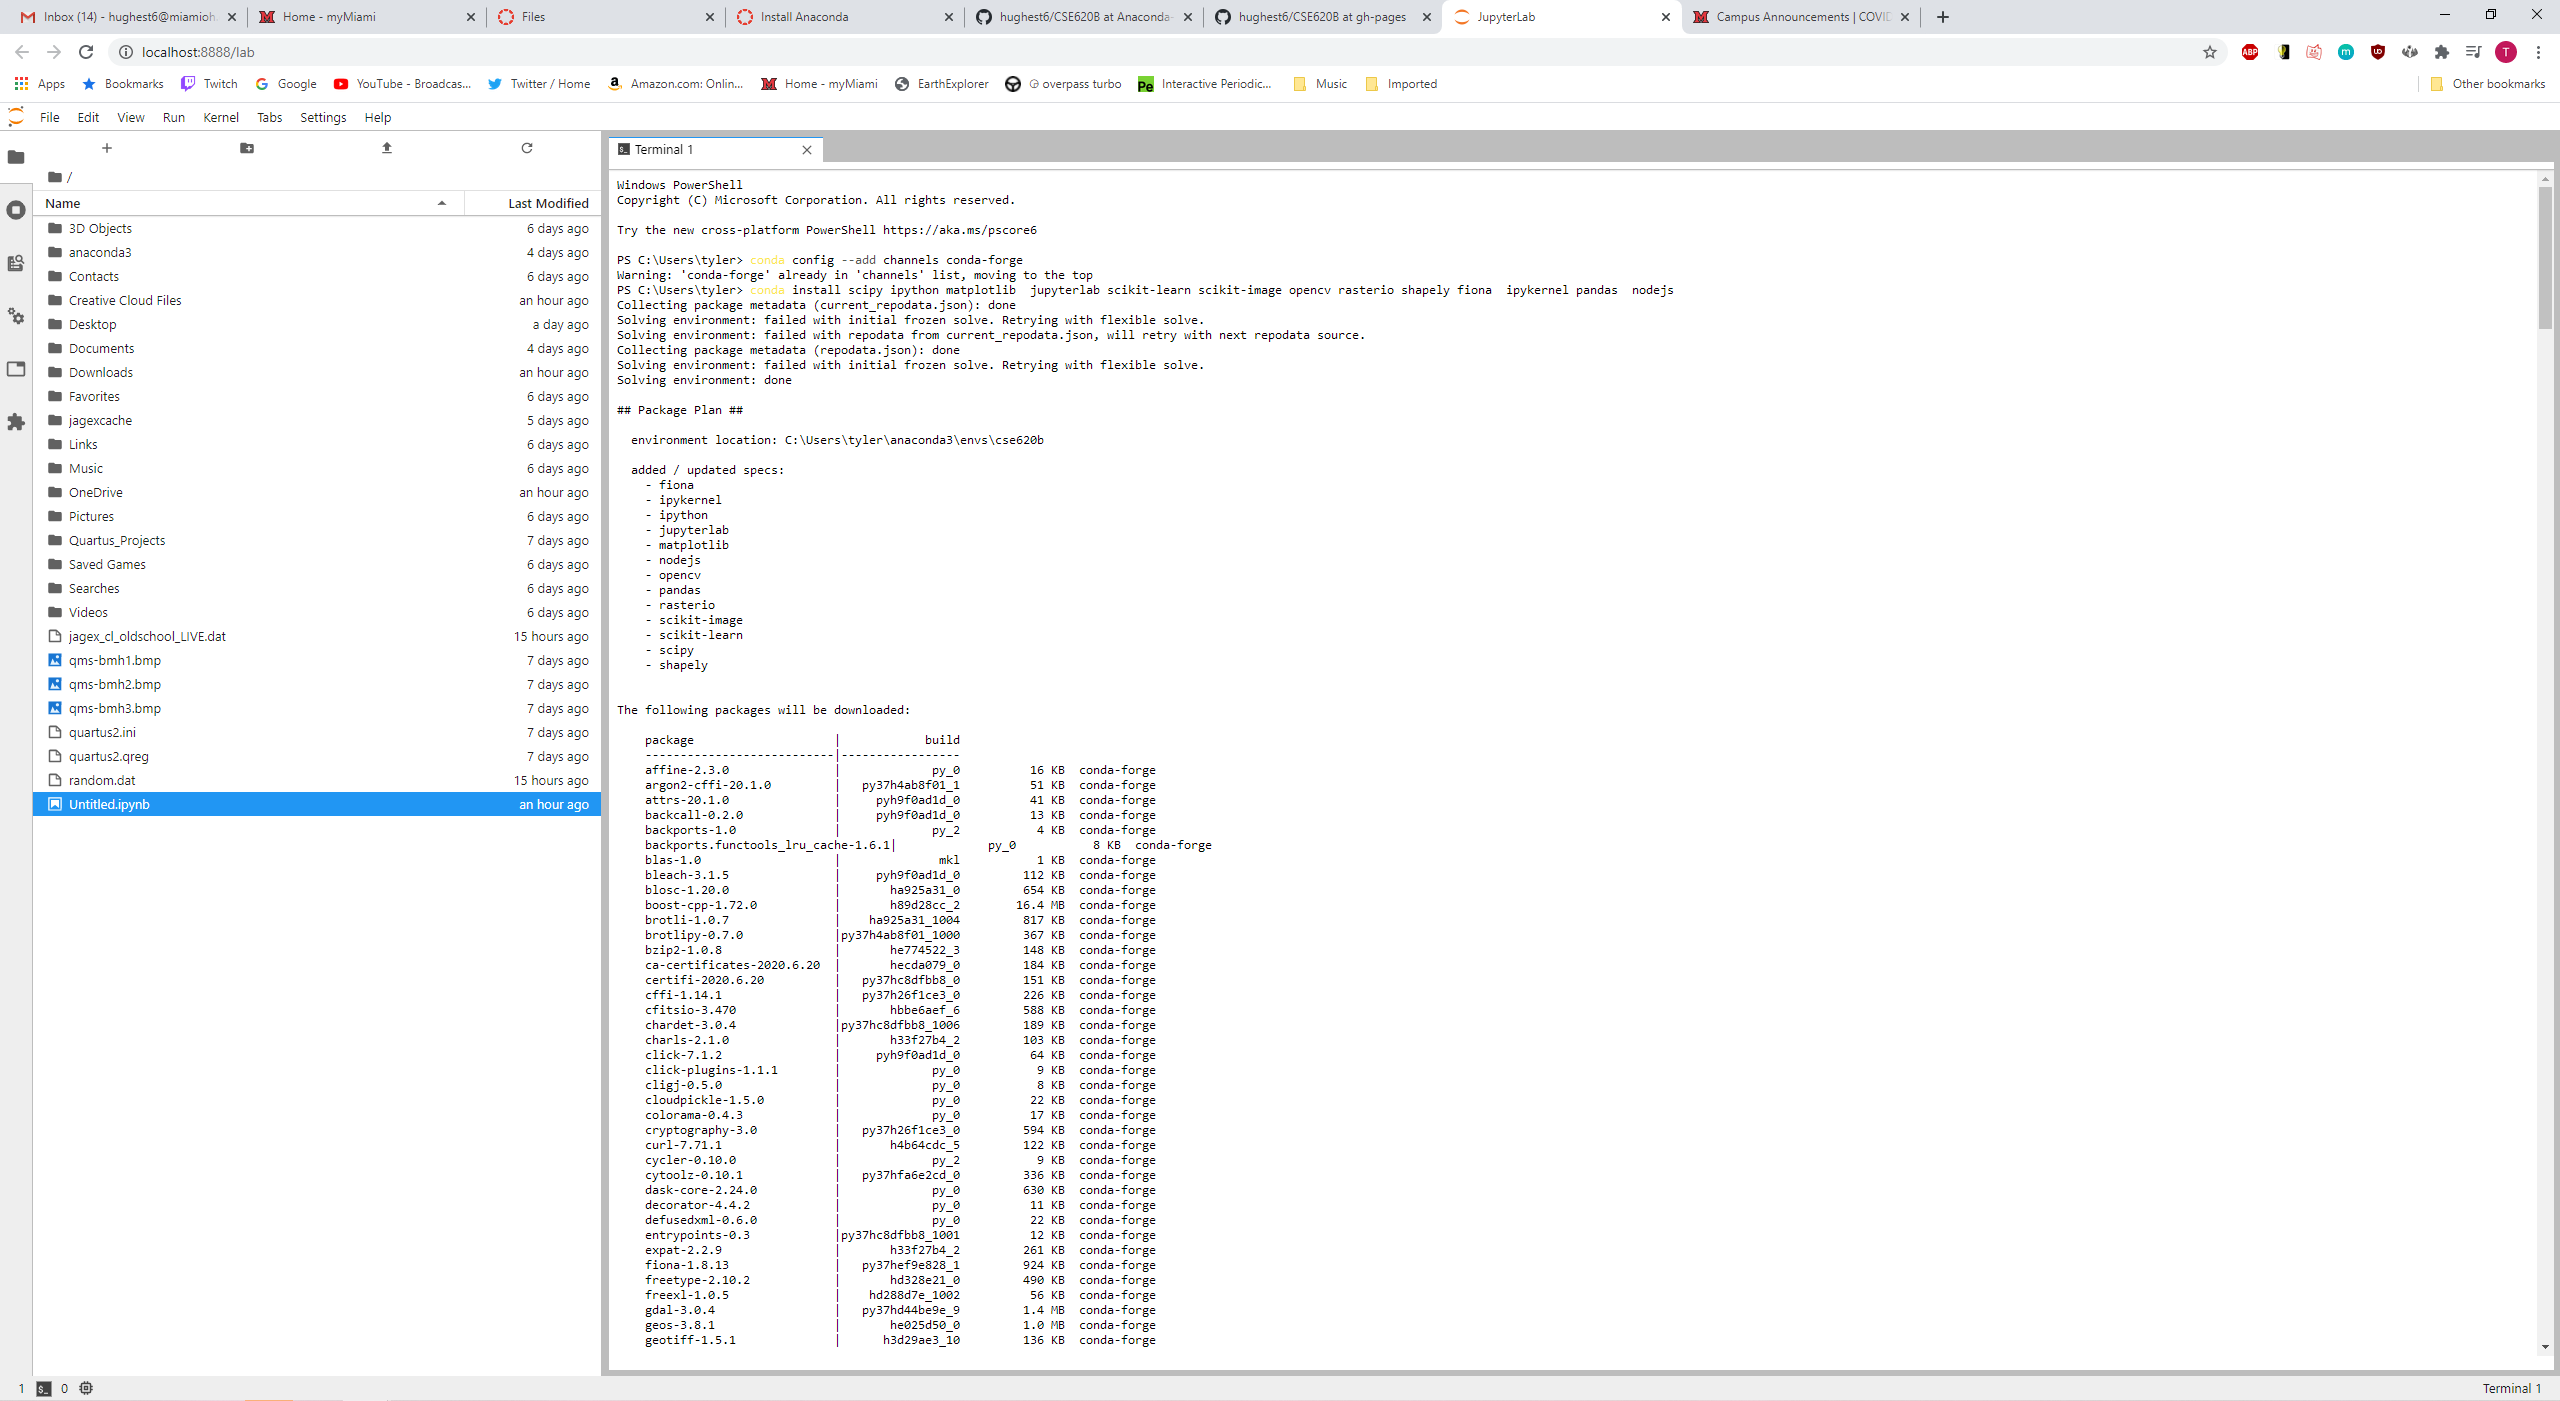 Inbox (14) - hughest6@miamioh.
Home - myMiami
Files
Install Anaconda
hughest6/CSE620B at Anaconda-
hughest6/CSE620B at gh-pages
JupyterLab
Campus Announcements | COVID
localhost:8888/lab
Apps
Bookmarks
Twitch
Google
YouTube - Broadcas...
Twitter / Home
Amazon.com: Onlin...
Home - myMiami
EarthExplorer
overpass turbo
Interactive Periodic...
Music
Imported
Other bookmarks
File Edit View Run Kernel Tabs Settings Help
/
Name Last Modified
3D Objects 6 days ago
anaconda3 4 days ago
Contacts 6 days ago
Creative Cloud Files an hour ago
Desktop a day ago
Documents 4 days ago
Downloads an hour ago
Favorites 6 days ago
jagexcache 5 days ago
Links 6 days ago
Music 6 days ago
OneDrive an hour ago
Pictures 6 days ago
Quartus_Projects 7 days ago
Saved Games 6 days ago
Searches 6 days ago
Videos 6 days ago
jagex_cl_oldschool_LIVE.dat 15 hours ago
qms-bmh1.bmp 7 days ago
qms-bmh2.bmp 7 days ago
qms-bmh3.bmp 7 days ago
quartus2.ini 7 days ago
quartus2.qreg 7 days ago
random.dat 15 hours ago
Untitled.ipynb an hour ago
Terminal 1
Windows PowerShell
Copyright (C) Microsoft Corporation. All rights reserved.
Try the new cross-platform PowerShell https://aka.ms/pscore6
PS C:\Users\tyler> conda config --add channels conda-forge
Warning: 'conda-forge' already in 'channels' list, moving to the top
PS C:\Users\tyler> conda install scipy ipython matplotlib  jupyterlab scikit-learn scikit-image opencv rasterio shapely fiona  ipykernel pandas  nodejs
Collecting package metadata (current_repodata.json): done
Solving environment: failed with initial frozen solve. Retrying with flexible solve.
Solving environment: failed with repodata from current_repodata.json, will retry with next repodata source.
Collecting package metadata (repodata.json): done
Solving environment: failed with initial frozen solve. Retrying with flexible solve.
Solving environment: done
## Package Plan ##
environment location: C:\Users\tyler\anaconda3\envs\cse620b
added / updated specs:
- fiona
- ipykernel
- ipython
- jupyterlab
- matplotlib
- nodejs
- opencv
- pandas
- rasterio
- scikit-image
- scikit-learn
- scipy
- shapely
The following packages will be downloaded:
package | build
---------------------------|-----------------
affine-2.3.0 | py_0 16 KB conda-forge
argon2-cffi-20.1.0 | py37h4ab8f01_1 51 KB conda-forge
attrs-20.1.0 | pyh9f0ad1d_0 41 KB conda-forge
backcall-0.2.0 | pyh9f0ad1d_0 13 KB conda-forge
backports-1.0 | py_2 4 KB conda-forge
backports.functools_lru_cache-1.6.1| py_0 8 KB conda-forge
blas-1.0 | mkl 1 KB conda-forge
bleach-3.1.5 | pyh9f0ad1d_0 112 KB conda-forge
blosc-1.20.0 | ha925a31_0 654 KB conda-forge
boost-cpp-1.72.0 | h89d28cc_2 16.4 MB conda-forge
brotli-1.0.7 | ha925a31_1004 817 KB conda-forge
brotlipy-0.7.0 |py37h4ab8f01_1000 367 KB conda-forge
bzip2-1.0.8 | he774522_3 148 KB conda-forge
ca-certificates-2020.6.20 | hecda079_0 184 KB conda-forge
certifi-2020.6.20 | py37hc8dfbb8_0 151 KB conda-forge
cffi-1.14.1 | py37h26f1ce3_0 226 KB conda-forge
cfitsio-3.470 | hbbe6aef_6 588 KB conda-forge
chardet-3.0.4 |py37hc8dfbb8_1006 189 KB conda-forge
charls-2.1.0 | h33f27b4_2 103 KB conda-forge
click-7.1.2 | pyh9f0ad1d_0 64 KB conda-forge
click-plugins-1.1.1 | py_0 9 KB conda-forge
cligj-0.5.0 | py_0 8 KB conda-forge
cloudpickle-1.5.0 | py_0 22 KB conda-forge
colorama-0.4.3 | py_0 17 KB conda-forge
cryptography-3.0 | py37h26f1ce3_0 594 KB conda-forge
curl-7.71.1 | h4b64cdc_5 122 KB conda-forge
cycler-0.10.0 | py_2 9 KB conda-forge
cytoolz-0.10.1 | py37hfa6e2cd_0 336 KB conda-forge
dask-core-2.24.0 | py_0 630 KB conda-forge
decorator-4.4.2 | py_0 11 KB conda-forge
defusedxml-0.6.0 | py_0 22 KB conda-forge
entrypoints-0.3 |py37hc8dfbb8_1001 12 KB conda-forge
expat-2.2.9 | h33f27b4_2 261 KB conda-forge
fiona-1.8.13 | py37hef9e828_1 924 KB conda-forge
freetype-2.10.2 | hd328e21_0 490 KB conda-forge
freexl-1.0.5 | hd288d7e_1002 56 KB conda-forge
gdal-3.0.4 | py37hd44be9e_9 1.4 MB conda-forge
geos-3.8.1 | he025d50_0 1.0 MB conda-forge
geotiff-1.5.1 | h3d29ae3_10 136 KB conda-forge
1 0 Terminal 1